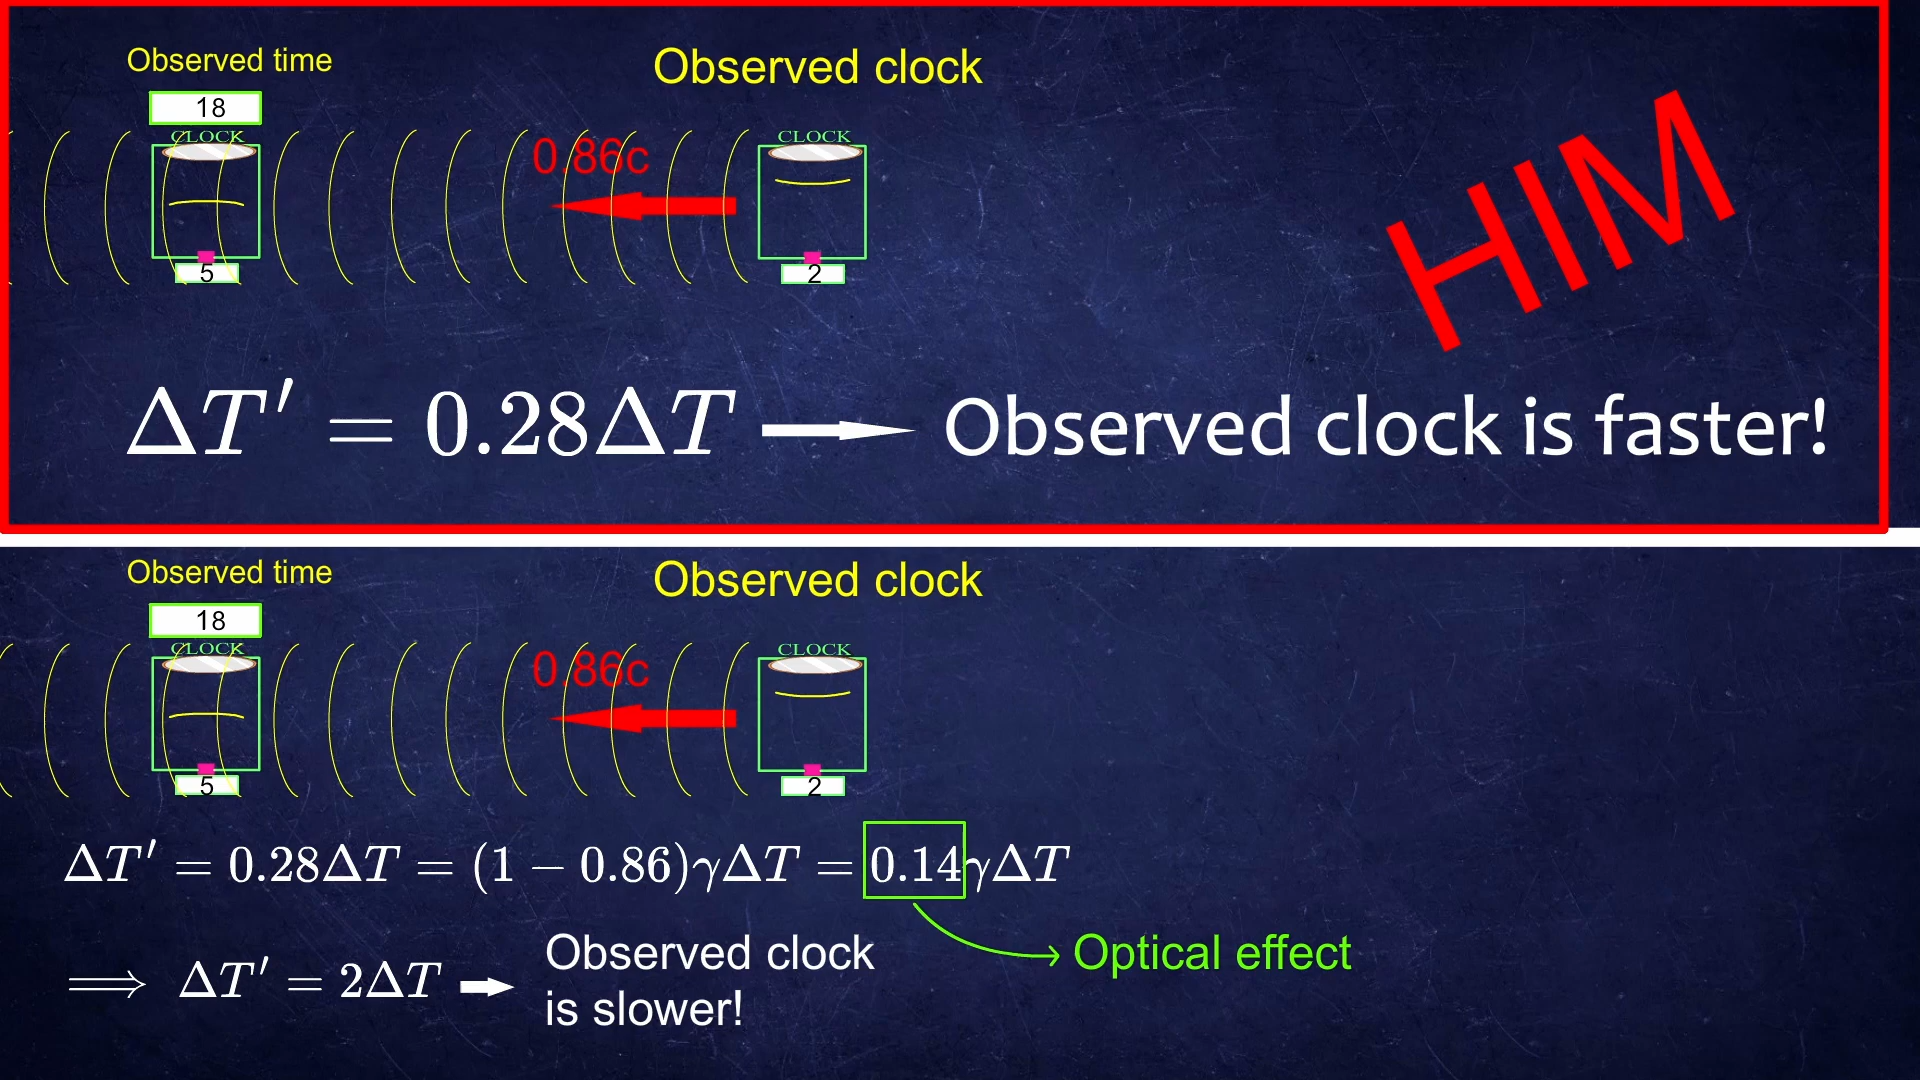 Observed time
Observed clock
18
CLOCK
CLOCK
0.86c
HIM
5
2
ΔT′ = 0.28ΔT
Observed clock is faster!
Observed time
Observed clock
18
CLOCK
CLOCK
0.86c
5
2
ΔT′ = 0.28ΔT = (1 − 0.86)γΔT = 0.14γΔT
Optical effect
⟹ ΔT′ = 2ΔT
Observed clock
is slower!